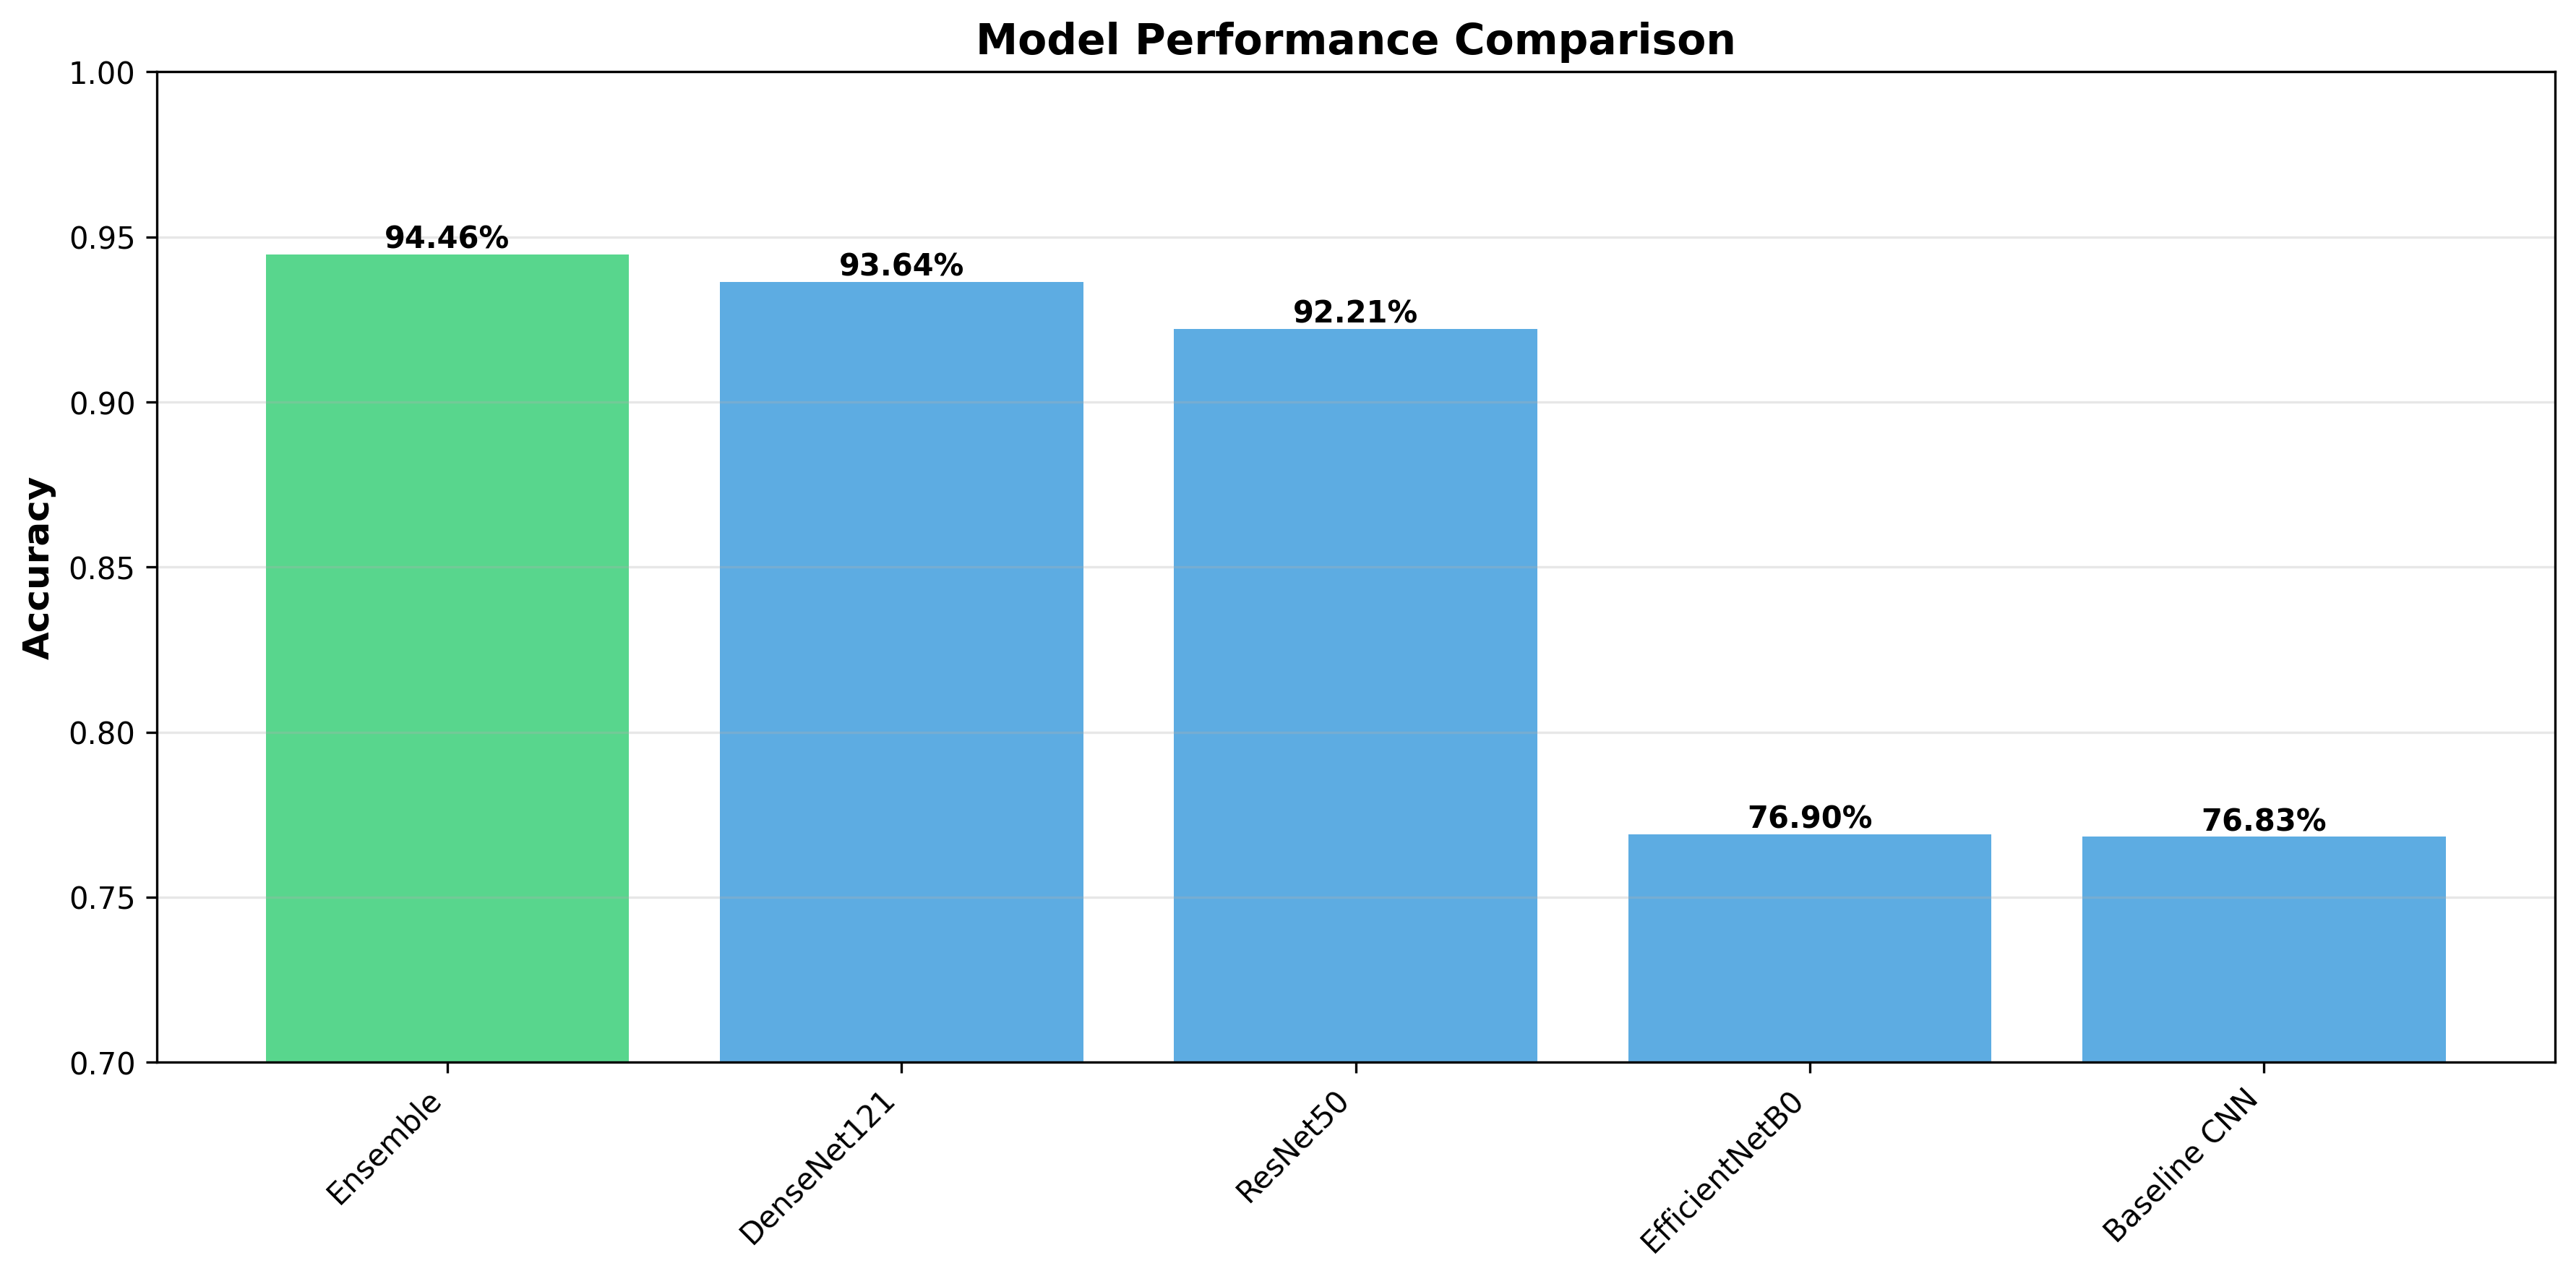 Model Performance Comparison
Accuracy
1.00
0.95
0.90
0.85
0.80
0.75
0.70
94.46%
93.64%
92.21%
76.90%
76.83%
Ensemble
DenseNet121
ResNet50
EfficientNetB0
Baseline CNN